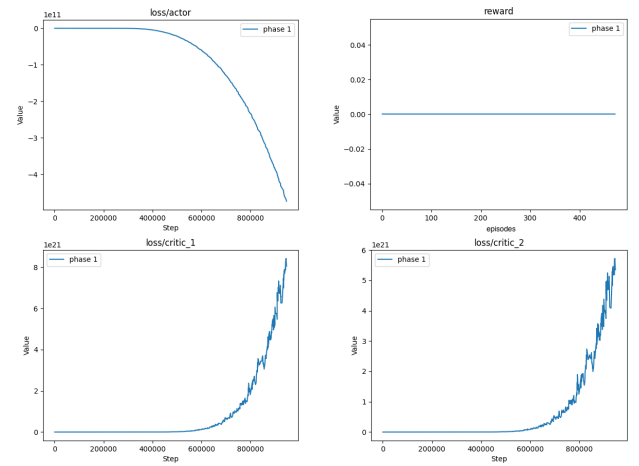 loss/actor
1e11
0
−1
−2
−3
−4
Value
phase 1
0
200000
400000
600000
800000
Step
reward
0.04
0.02
0.00
−0.02
−0.04
Value
phase 1
0
100
200
300
400
episodes
loss/critic_1
1e21
8
6
4
2
0
Value
phase 1
0
200000
400000
600000
800000
Step
loss/critic_2
1e21
6
5
4
3
2
1
0
Value
phase 1
0
200000
400000
600000
800000
Step